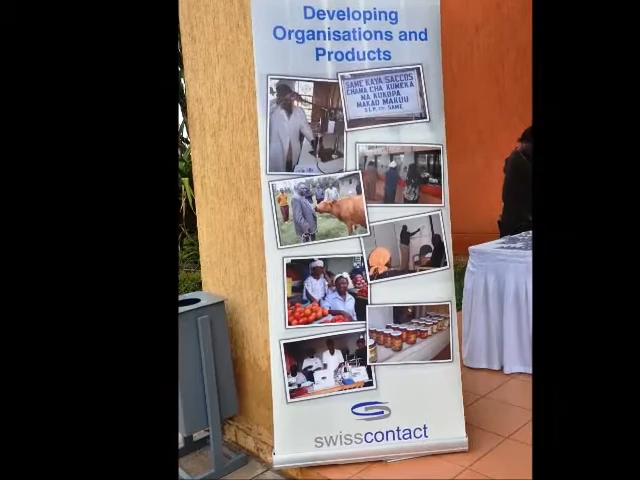 Developing
Organisations and
Products
SAME KAYA SACCOS
CHAMA CHA KUWEKA
NA KUKOPA
MAKAO MAKUU
S.L.P. SAME
swisscontact